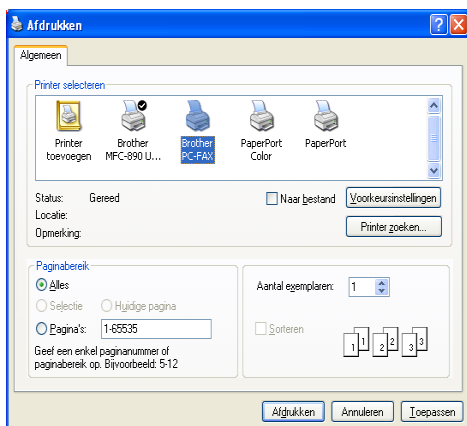 Afdrukken
Algemeen
Printer selecteren
Printer toevoegen
Brother MFC-890 U...
Brother PC-FAX
PaperPort Color
PaperPort
Status: Gereed
Naar bestand
Voorkeursinstellingen
Locatie:
Opmerking:
Printer zoeken...
Paginabereik
Alles
Selectie
Huidige pagina
Pagina's: 1-65535
Geef een enkel paginanummer of
paginabereik op. Bijvoorbeeld: 5-12
Aantal exemplaren: 1
Sorteren
1 1 2 2 3 3
Afdrukken
Annuleren
Toepassen